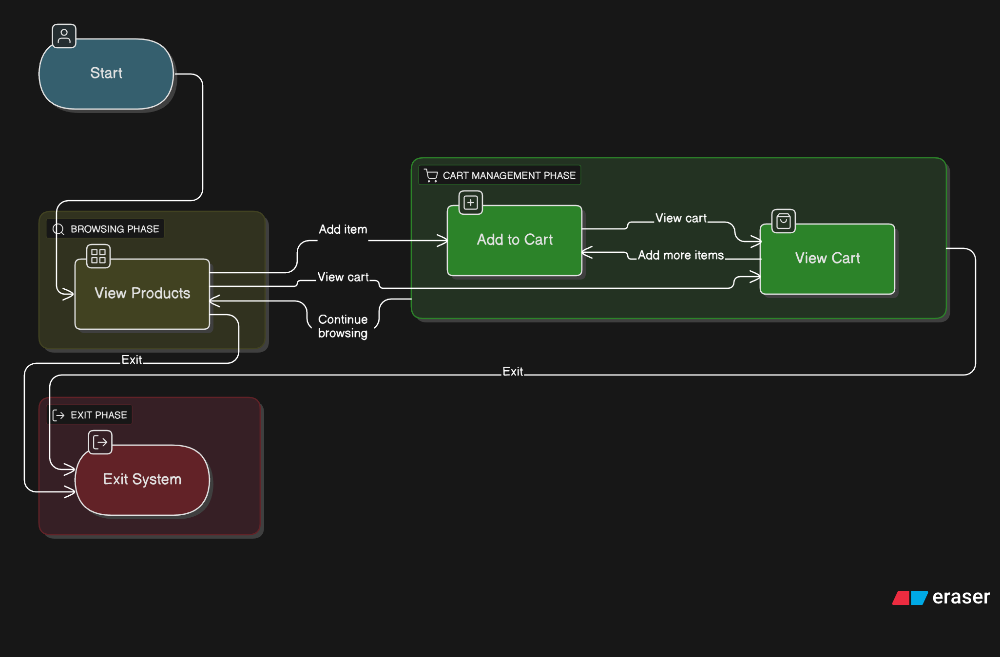 Start
CART MANAGEMENT PHASE
BROWSING PHASE
Add item
Add to Cart
View cart
Add more items
View Cart
View Products
View cart
Continue
browsing
Exit
Exit
EXIT PHASE
Exit System
eraser